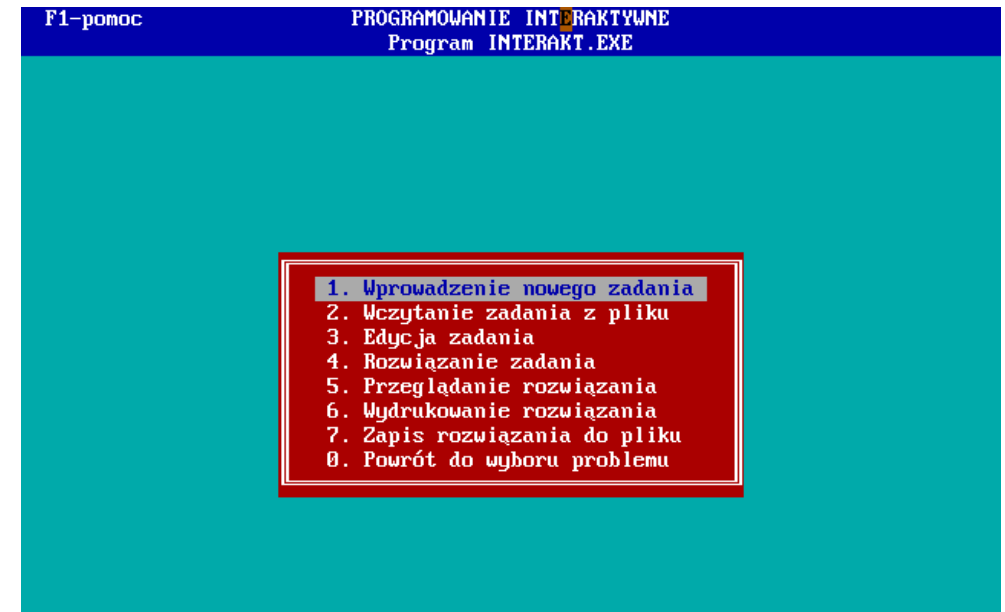 F1-pomoc PROGRAMOWANIE INTERAKTYWNE
Program INTERAKT.EXE
1. Wprowadzenie nowego zadania
2. Wczytanie zadania z pliku
3. Edycja zadania
4. Rozwiązanie zadania
5. Przeglądanie rozwiązania
6. Wydrukowanie rozwiązania
7. Zapis rozwiązania do pliku
0. Powrót do wyboru problemu